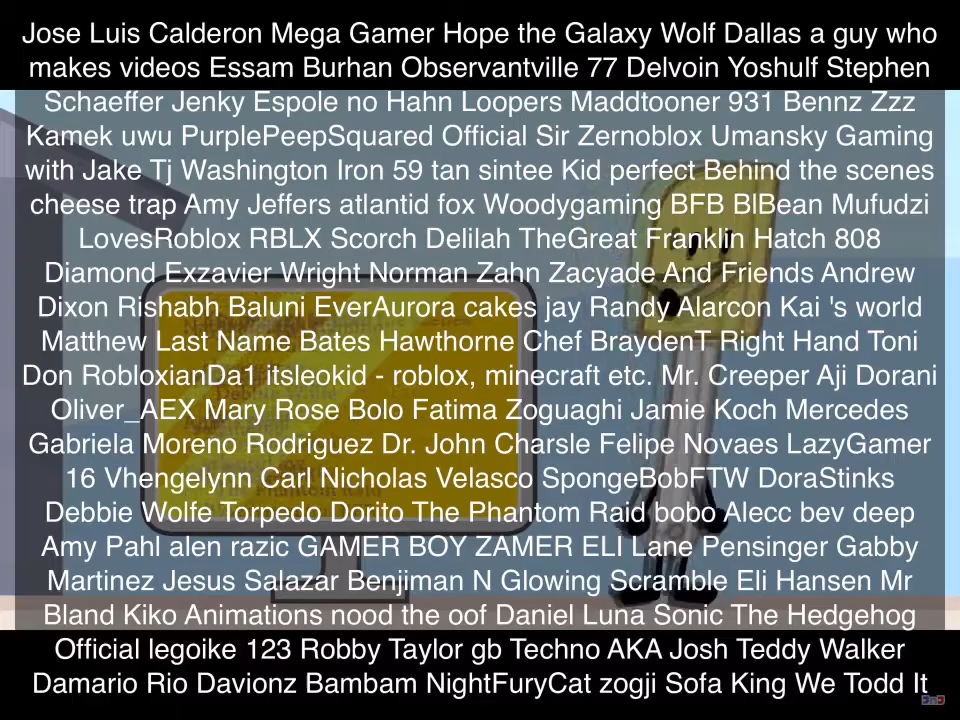 Jose Luis Calderon Mega Gamer Hope the Galaxy Wolf Dallas a guy who
makes videos Essam Burhan Observantville 77 Delvoin Yoshulf Stephen
Schaeffer Jenky Espole no Hahn Loopers Maddtooner 931 Bennz Zzz
Kamek uwu PurplePeepSquared Official Sir Zernoblox Umansky Gaming
with Jake Tj Washington Iron 59 tan sintee Kid perfect Behind the scenes
cheese trap Amy Jeffers atlantid fox Woodygaming BFB BlBean Mufudzi
LovesRoblox RBLX Scorch Delilah TheGreat Franklin Hatch 808
Diamond Exzavier Wright Norman Zahn Zacyade And Friends Andrew
Dixon Rishabh Baluni EverAurora cakes jay Randy Alarcon Kai 's world
Matthew Last Name Bates Hawthorne Chef BraydenT Right Hand Toni
Don RobloxianDa1 itsleokid - roblox, minecraft etc. Mr. Creeper Aji Dorani
Oliver_AEX Mary Rose Bolo Fatima Zoguaghi Jamie Koch Mercedes
Gabriela Moreno Rodriguez Dr. John Charsle Felipe Novaes LazyGamer
16 Vhengelynn Carl Nicholas Velasco SpongeBobFTW DoraStinks
Debbie Wolfe Torpedo Dorito The Phantom Raid bobo Alecc bev deep
Amy Pahl alen razic GAMER BOY ZAMER ELI Lane Pensinger Gabby
Martinez Jesus Salazar Benjiman N Glowing Scramble Eli Hansen Mr
Bland Kiko Animations nood the oof Daniel Luna Sonic The Hedgehog
Official legoike 123 Robby Taylor gb Techno AKA Josh Teddy Walker
Damario Rio Davionz Bambam NightFuryCat zogji Sofa King We Todd It